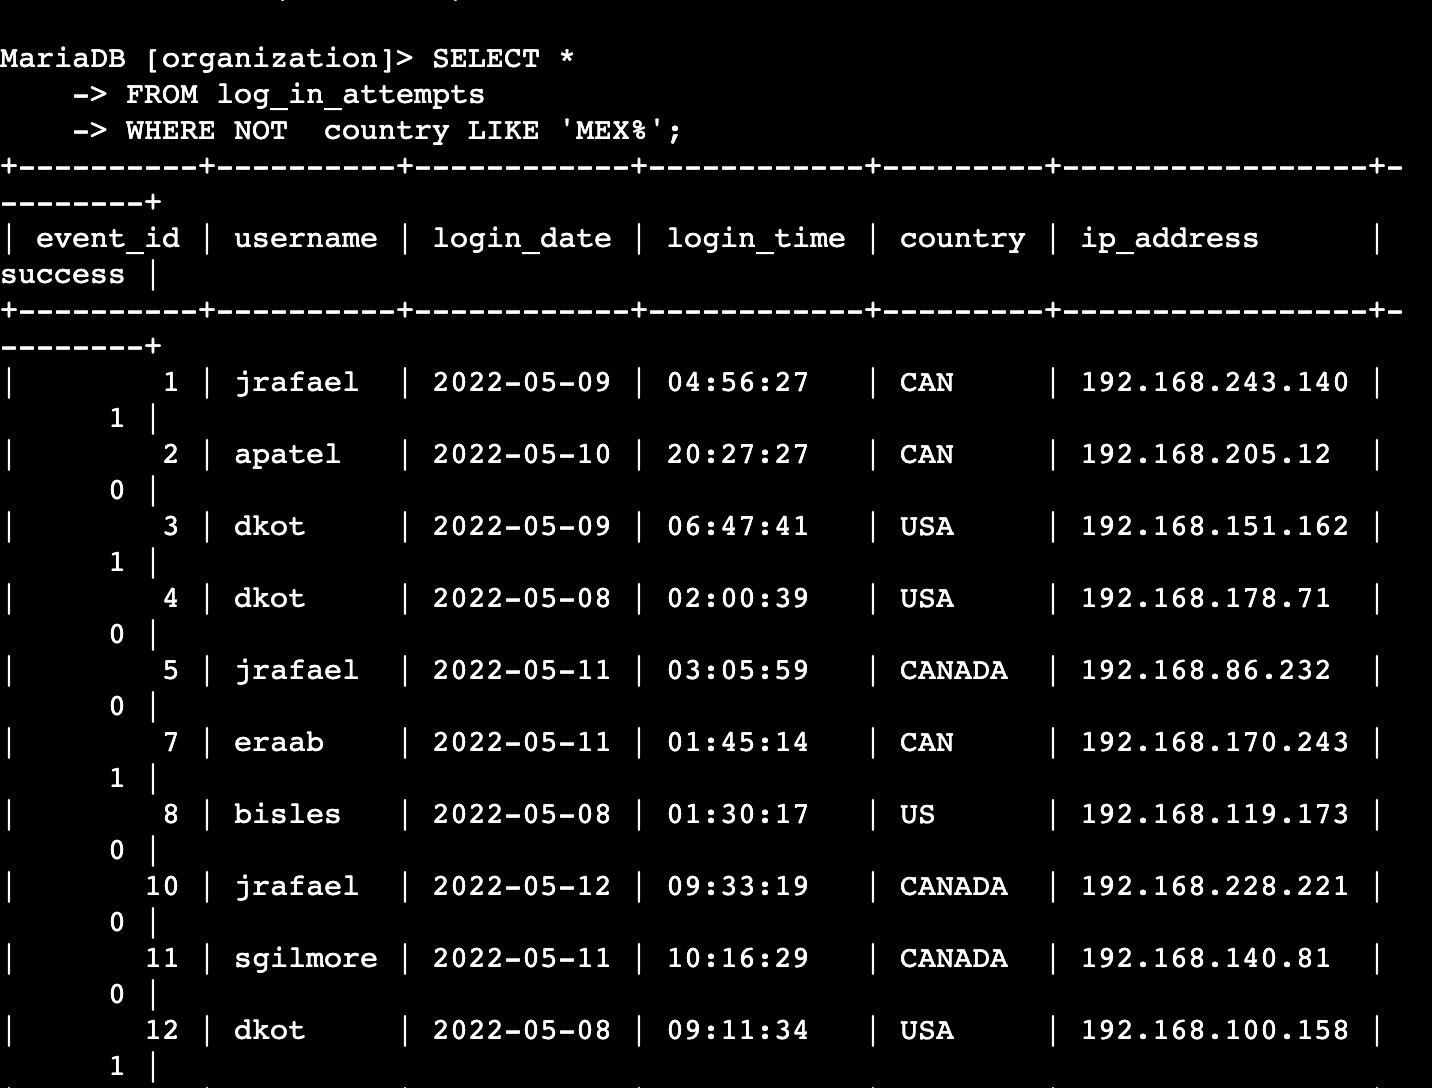 MariaDB [organization]> SELECT *
    -> FROM log_in_attempts
    -> WHERE NOT  country LIKE 'MEX%';
+----------+----------+------------+------------+---------+-----------------+-
--------+
| event_id | username | login_date | login_time | country | ip_address      |
success |
+----------+----------+------------+------------+---------+-----------------+-
--------+
|        1 | jrafael  | 2022-05-09 | 04:56:27   | CAN     | 192.168.243.140 |
      1 |
|        2 | apatel   | 2022-05-10 | 20:27:27   | CAN     | 192.168.205.12  |
      0 |
|        3 | dkot     | 2022-05-09 | 06:47:41   | USA     | 192.168.151.162 |
      1 |
|        4 | dkot     | 2022-05-08 | 02:00:39   | USA     | 192.168.178.71  |
      0 |
|        5 | jrafael  | 2022-05-11 | 03:05:59   | CANADA  | 192.168.86.232  |
      0 |
|        7 | eraab    | 2022-05-11 | 01:45:14   | CAN     | 192.168.170.243 |
      1 |
|        8 | bisles   | 2022-05-08 | 01:30:17   | US      | 192.168.119.173 |
      0 |
|       10 | jrafael  | 2022-05-12 | 09:33:19   | CANADA  | 192.168.228.221 |
      0 |
|       11 | sgilmore | 2022-05-11 | 10:16:29   | CANADA  | 192.168.140.81  |
      0 |
|       12 | dkot     | 2022-05-08 | 09:11:34   | USA     | 192.168.100.158 |
      1 |